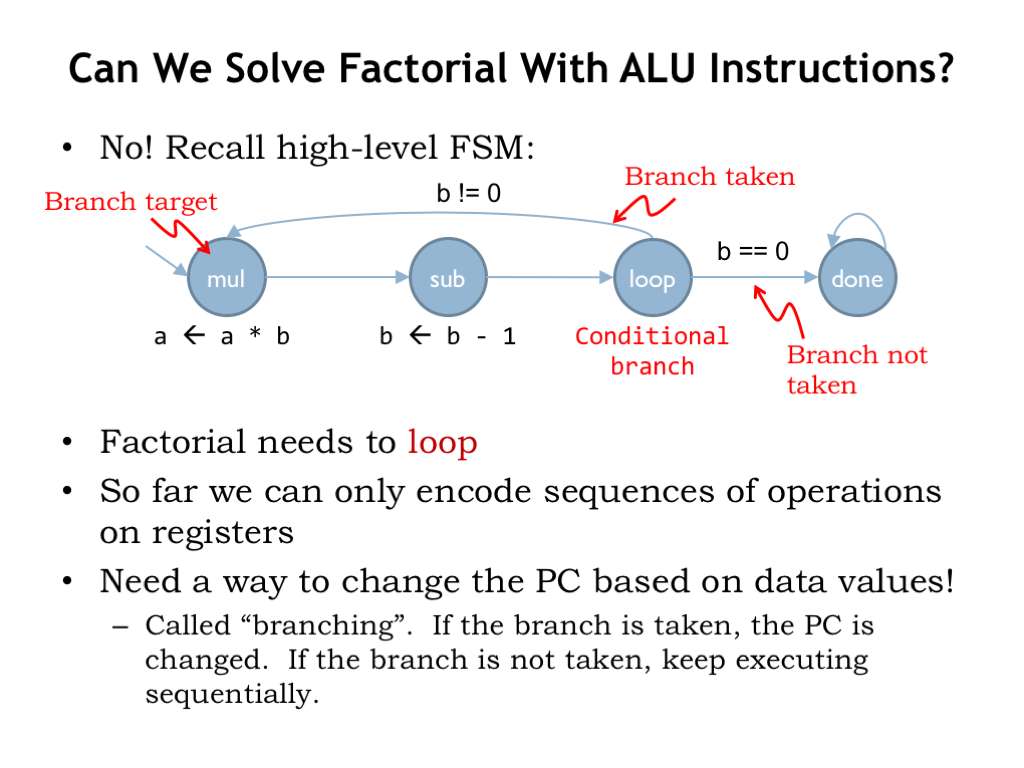 Can We Solve Factorial With ALU Instructions?
• No! Recall high-level FSM:
Branch taken
b != 0
Branch target
b == 0
mul
sub
loop
done
a ← a * b
b ← b - 1
Conditional
branch
Branch not
taken
• Factorial needs to loop
• So far we can only encode sequences of operations
on registers
• Need a way to change the PC based on data values!
– Called “branching”. If the branch is taken, the PC is
changed. If the branch is not taken, keep executing
sequentially.